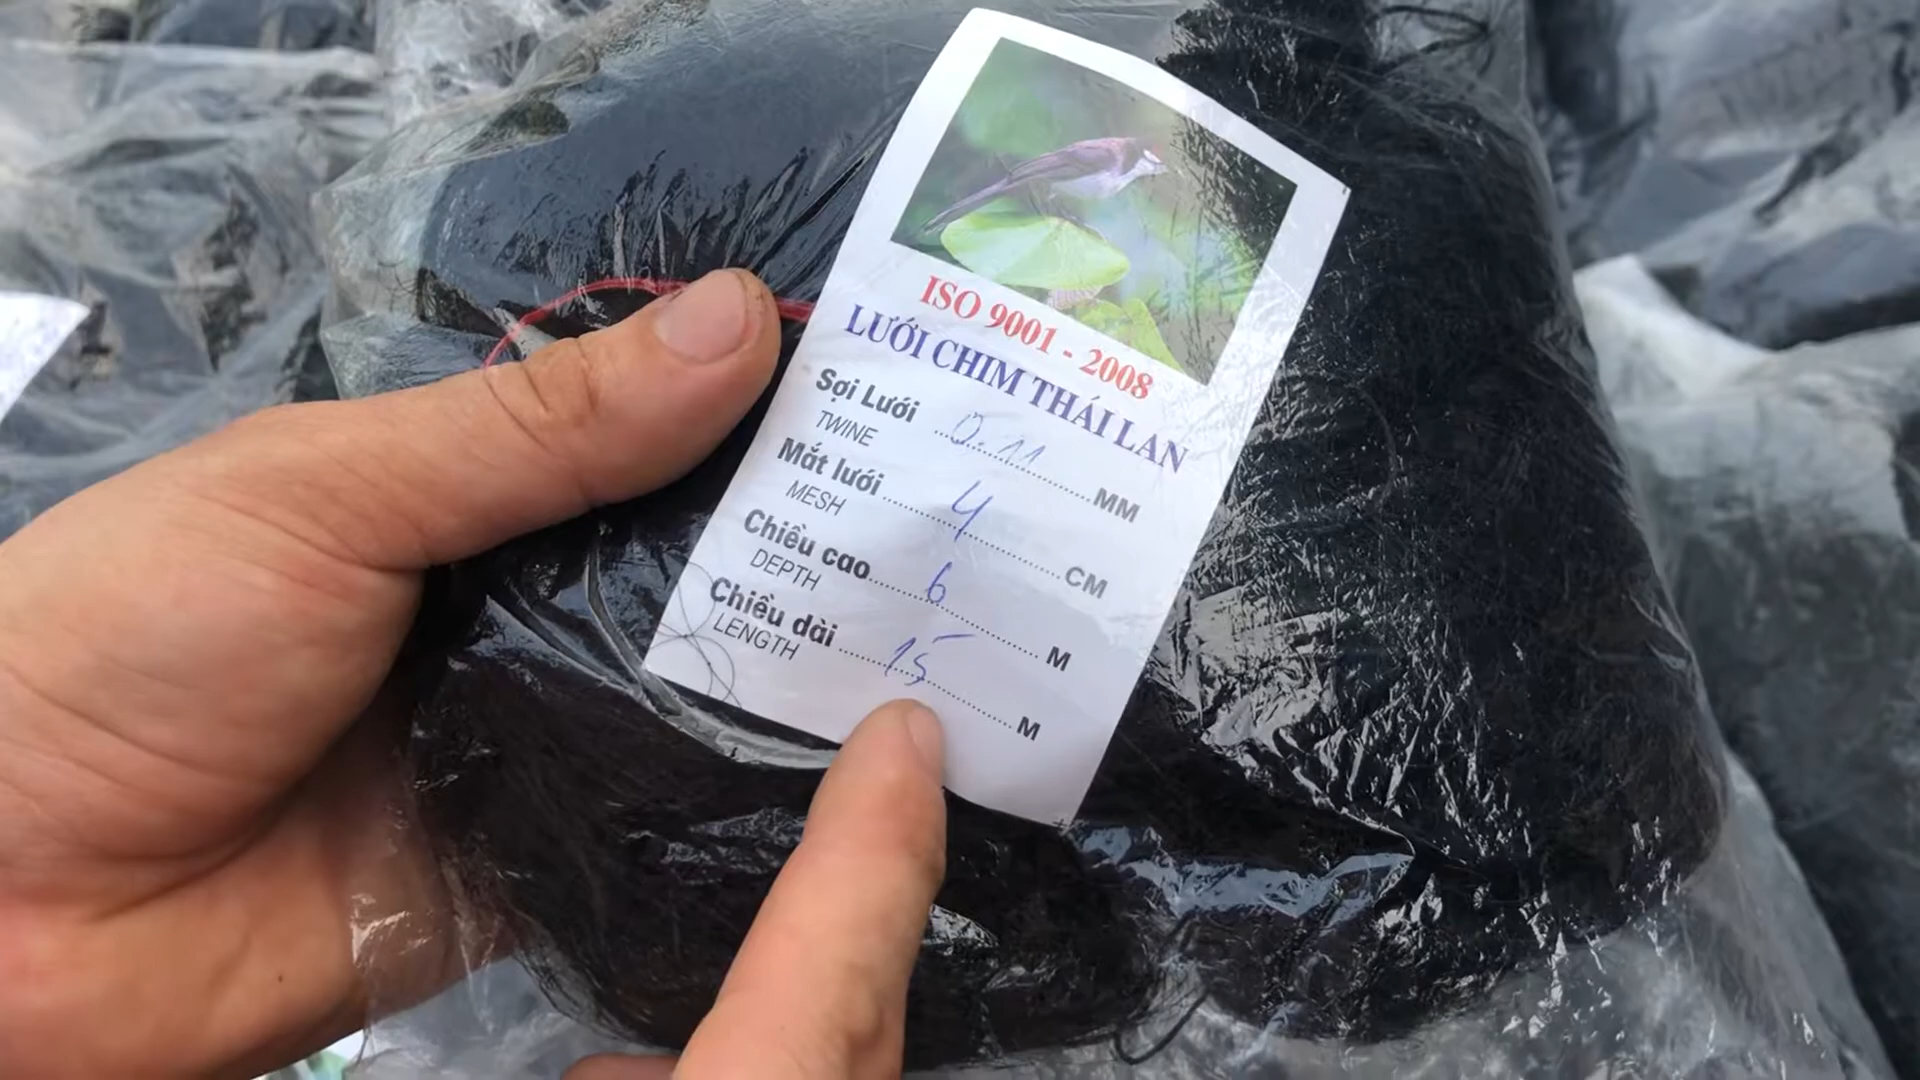 ISO 9001 - 2008
LƯỚI CHIM THÁI LAN
Sợi Lưới 0.11 MM
TWINE
Mắt lưới 4 CM
MESH
Chiều cao 6 M
DEPTH
Chiều dài 15 M
LENGTH